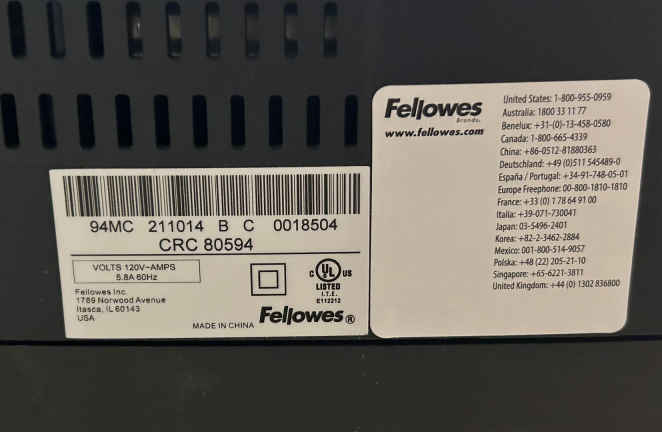 94MC 211014 B C 0018504
CRC 80594
VOLTS 120V~AMPS
5.8A 60Hz
C UL US
LISTED
I.T.E.
E112212
Fellowes Inc.
1789 Norwood Avenue
Itasca, IL 60143
USA
MADE IN CHINA
Fellowes®
Fellowes
Brands™
www.fellowes.com
United States: 1-800-955-0959
Australia: 1800 33 11 77
Benelux: +31-(0)-13-458-0580
Canada: 1-800-665-4339
China: +86-0512-81880363
Deutschland: +49 (0)511 545489-0
España / Portugal: +34-91-748-05-01
Europe Freephone: 00-800-1810-1810
France: +33 (0) 1 78 64 91 00
Italia: +39-071-730041
Japan: 03-5496-2401
Korea: +82-2-3462-2884
Mexico: 001-800-514-9057
Polska: +48 (22) 205-21-10
Singapore: +65-6221-3811
United Kingdom: +44 (0) 1302 836800